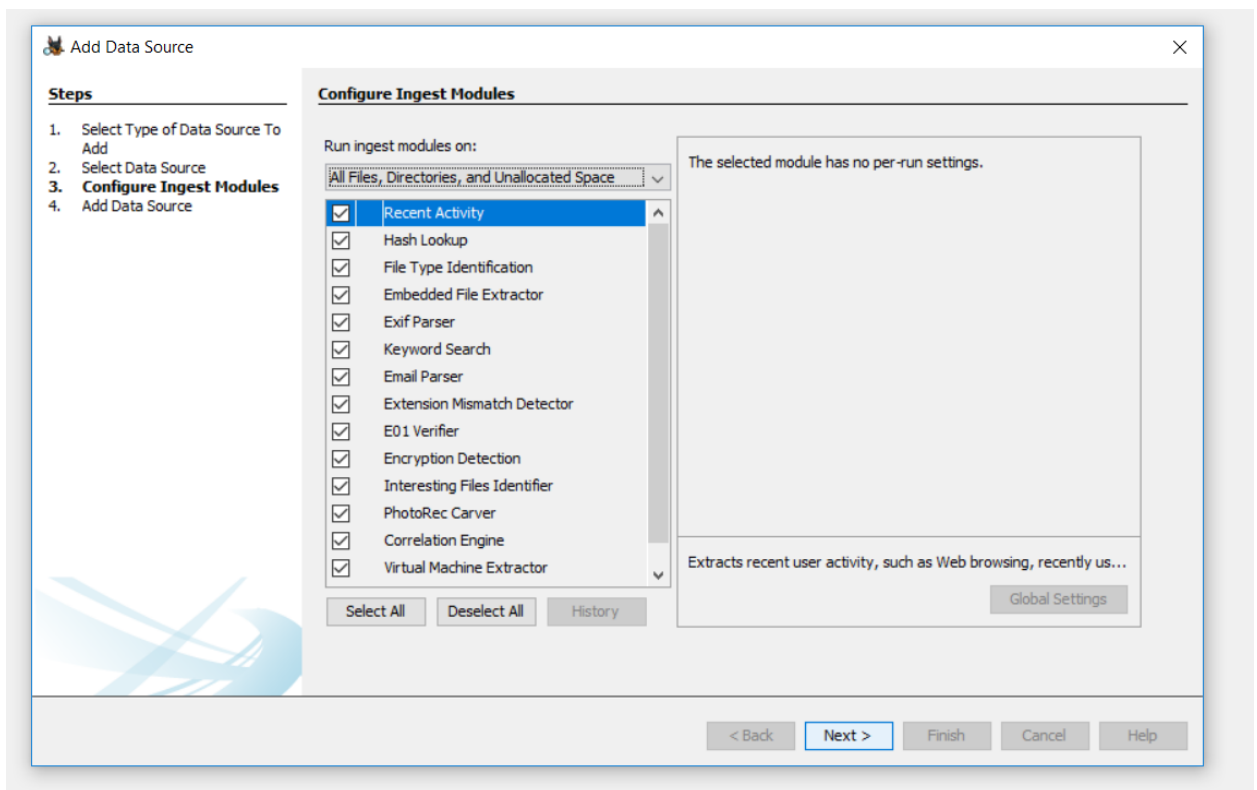 Add Data Source
Steps
1. Select Type of Data Source To
Add
2. Select Data Source
3. Configure Ingest Modules
4. Add Data Source
Configure Ingest Modules
Run ingest modules on:
All Files, Directories, and Unallocated Space
Recent Activity
Hash Lookup
File Type Identification
Embedded File Extractor
Exif Parser
Keyword Search
Email Parser
Extension Mismatch Detector
E01 Verifier
Encryption Detection
Interesting Files Identifier
PhotoRec Carver
Correlation Engine
Virtual Machine Extractor
Select All Deselect All History
The selected module has no per-run settings.
Extracts recent user activity, such as Web browsing, recently us...
Global Settings
< Back Next > Finish Cancel Help